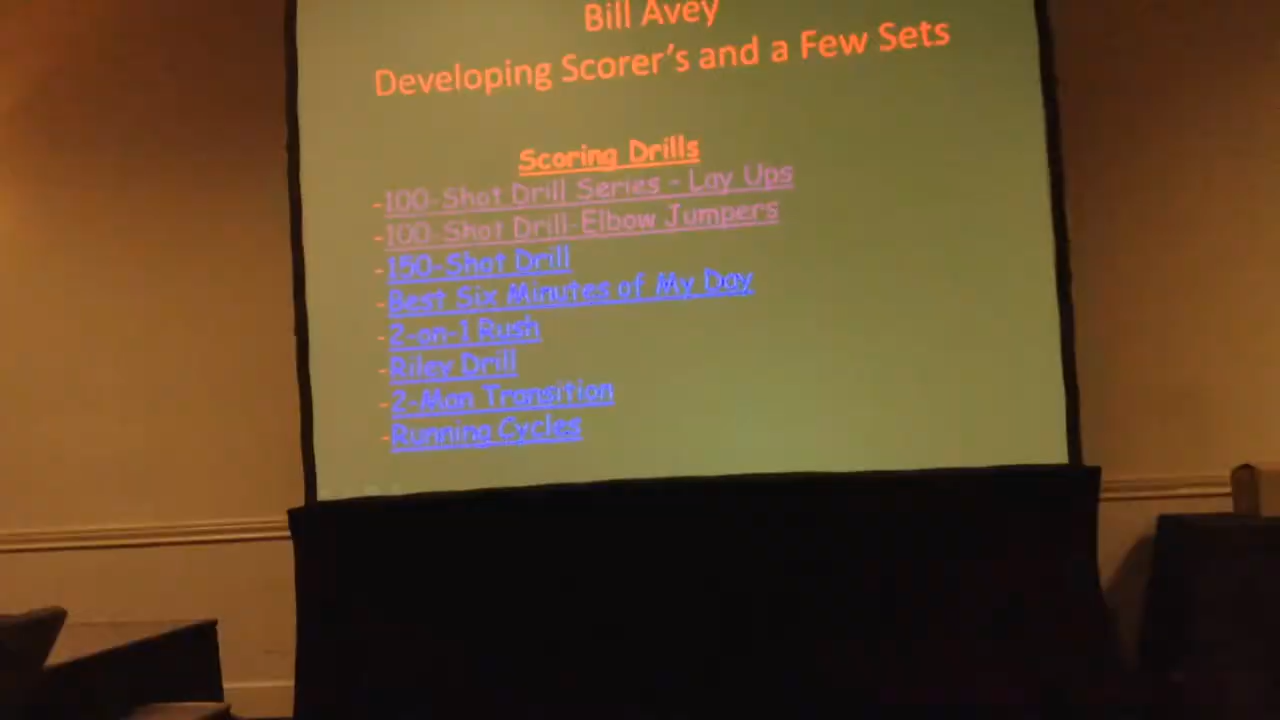 Bill Avey
Developing Scorer's and a Few Sets
Scoring Drills
-100-Shot Drill Series - Lay Ups
-100-Shot Drill-Elbow Jumpers
-150-Shot Drill
-Best Six Minutes of My Day
-2-on-1 Rush
-Riley Drill
-2-Man Transition
-Running Cycles